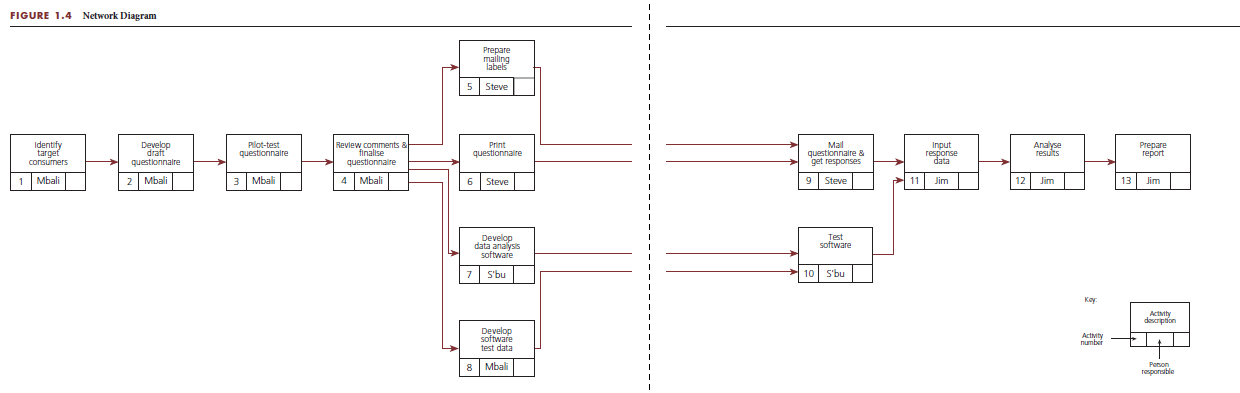 FIGURE 1.4 Network Diagram
Prepare
mailing
labels
5 Steve
Identify
target
consumers
1 Mbali
Develop
draft
questionnaire
2 Mbali
Pilot-test
questionnaire
3 Mbali
Review comments &
finalise
questionnaire
4 Mbali
Print
questionnaire
6 Steve
Mail
questionnaire &
get responses
9 Steve
Input
response
data
11 Jim
Analyse
results
12 Jim
Prepare
report
13 Jim
Develop
data analysis
software
7 S'bu
Test
software
10 S'bu
Develop
software
test data
8 Mbali
Key:
Activity
description
Activity
number
Person
responsible